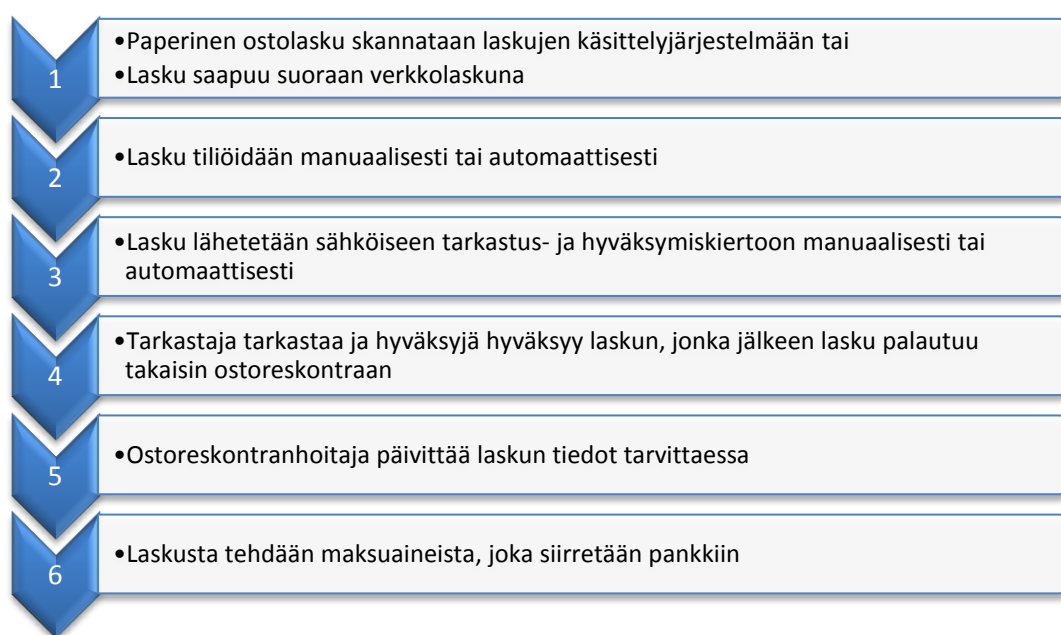 1
•Paperinen ostolasku skannataan laskujen käsittelyjärjestelmään tai
•Lasku saapuu suoraan verkkolaskuna
2
•Lasku tiliöidään manuaalisesti tai automaattisesti
3
•Lasku lähetetään sähköiseen tarkastus- ja hyväksymiskiertoon manuaalisesti tai
automaattisesti
4
•Tarkastaja tarkastaa ja hyväksyjä hyväksyy laskun, jonka jälkeen lasku palautuu
takaisin ostoreskontraan
5
•Ostoreskontranhoitaja päivittää laskun tiedot tarvittaessa
6
•Laskusta tehdään maksuaineista, joka siirretään pankkiin